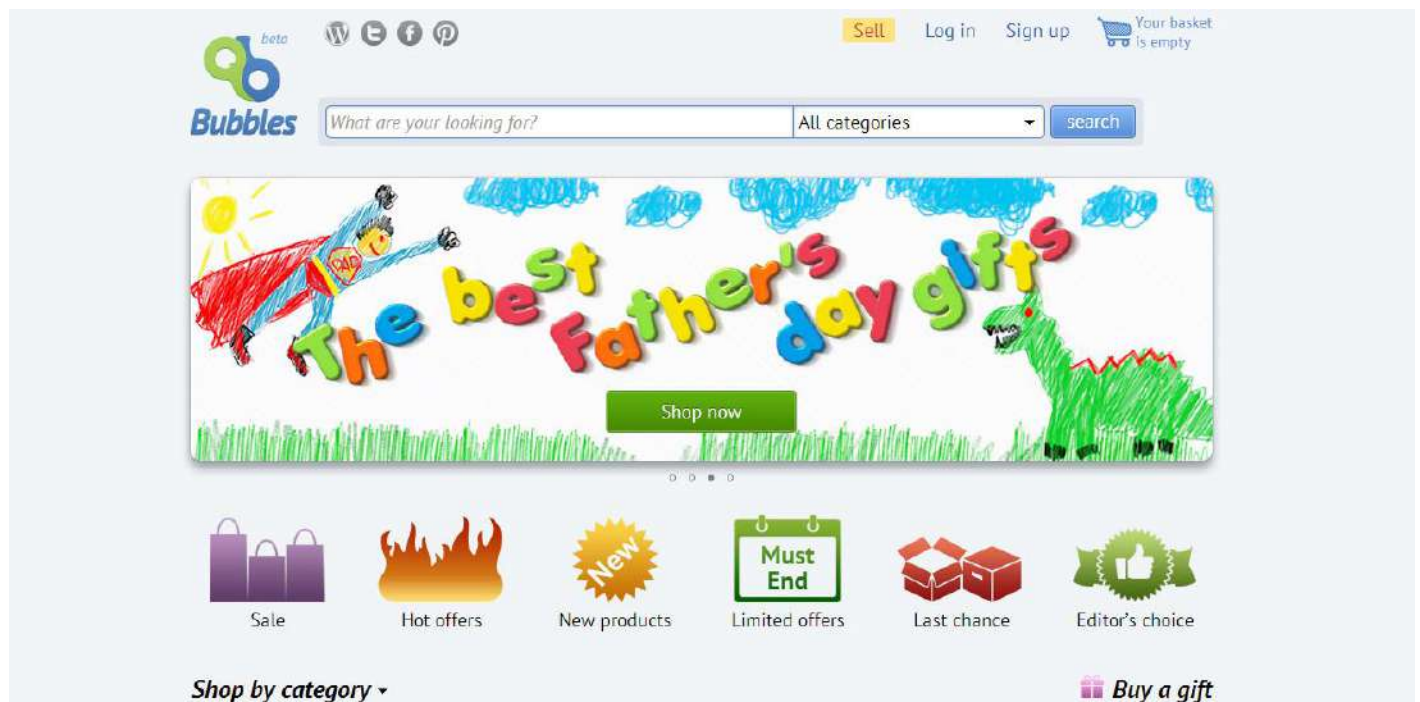 beta
Bubbles
Sell
Log in
Sign up
Your basket
is empty
What are your looking for?
All categories
search
DAD
The best Father's day gifts
Shop now
New
Must
End
Sale
Hot offers
New products
Limited offers
Last chance
Editor's choice
Shop by category
Buy a gift